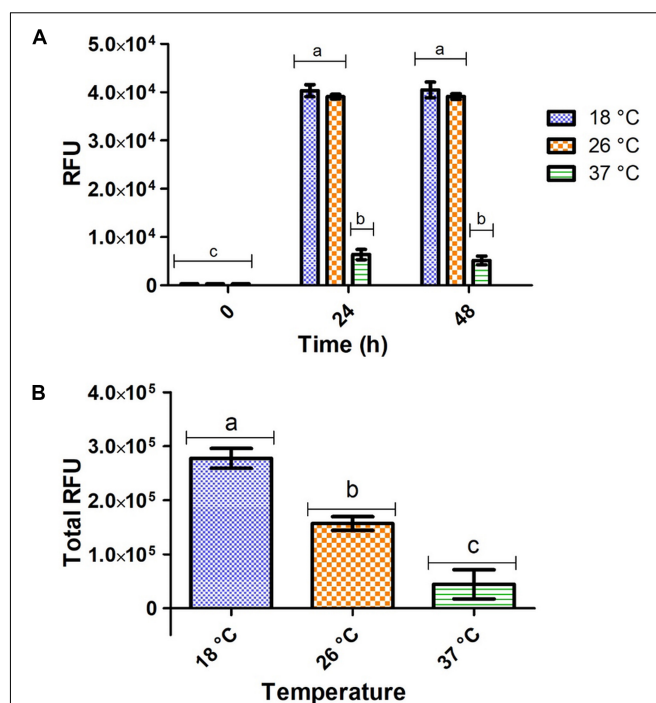 A
5.0×10⁴
4.0×10⁴
3.0×10⁴
2.0×10⁴
1.0×10⁴
0
RFU
a
a
b
b
c
0
24
48
Time (h)
18 °C
26 °C
37 °C
B
4.0×10⁵
3.0×10⁵
2.0×10⁵
1.0×10⁵
0
Total RFU
a
b
c
18 °C
26 °C
37 °C
Temperature